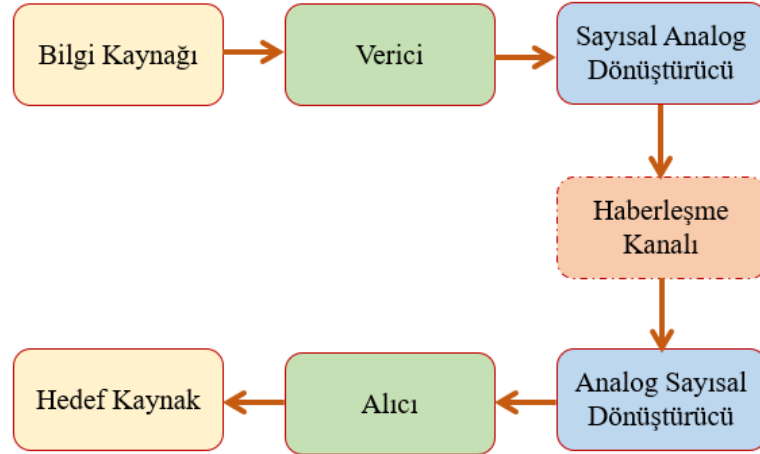 Bilgi Kaynağı
Verici
Sayısal Analog
Dönüştürücü
Haberleşme
Kanalı
Analog Sayısal
Dönüştürücü
Alıcı
Hedef Kaynak